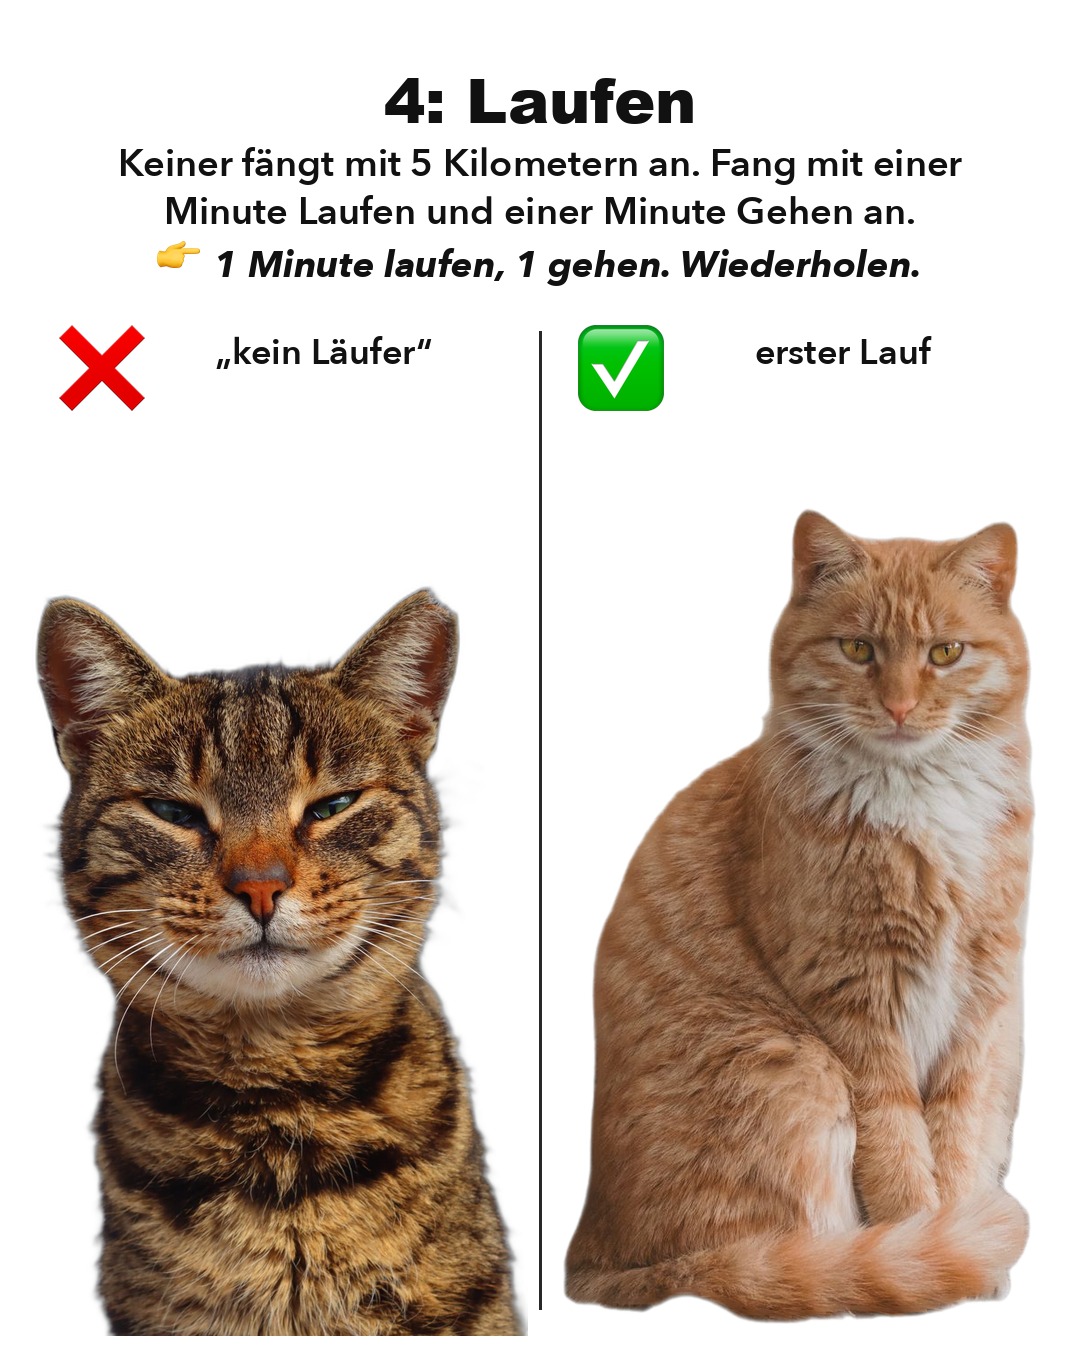 4: Laufen
Keiner fängt mit 5 Kilometern an. Fang mit einer
Minute Laufen und einer Minute Gehen an.
👉 1 Minute laufen, 1 gehen. Wiederholen.
❌ „kein Läufer“
✅ erster Lauf